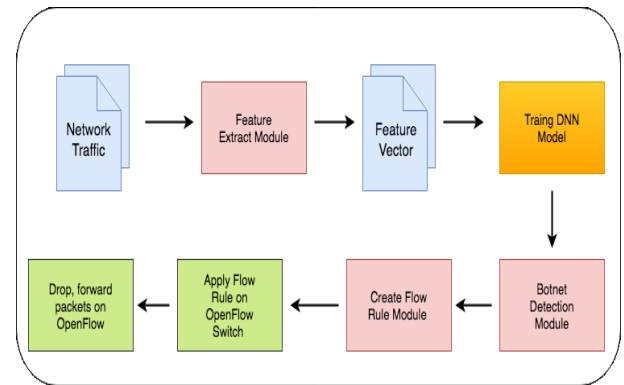 Network
Traffic
Feature
Extract Module
Feature
Vector
Traing DNN
Model
Drop, forward
packets on
OpenFlow
Apply Flow
Rule on
OpenFlow
Switch
Create Flow
Rule Module
Botnet
Detection
Module